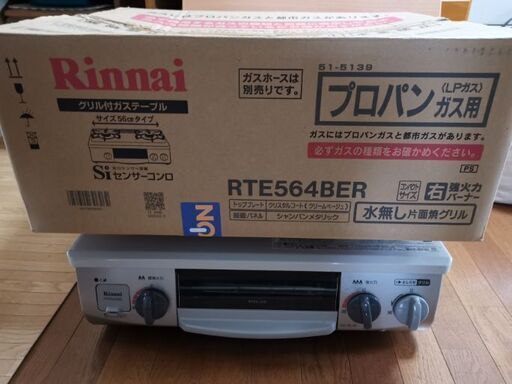 Rinnai
グリル付ガステーブル
サイズ56cmタイプ
Siセンサーコンロ
ガスホースは
別売りです。
51-5139
プロパン〈LPガス〉ガス用
ガスにはプロパンガスと都市ガスがあります。
必ずガスの種類をお確かめください。
PS
RTE564BER
コンパクトサイズ
右強火力バーナー
トッププレート クリスタルコート(クリームベージュ)
シャンパンメタリック
水無し片面焼グリル
NO
Rinnai
強火力